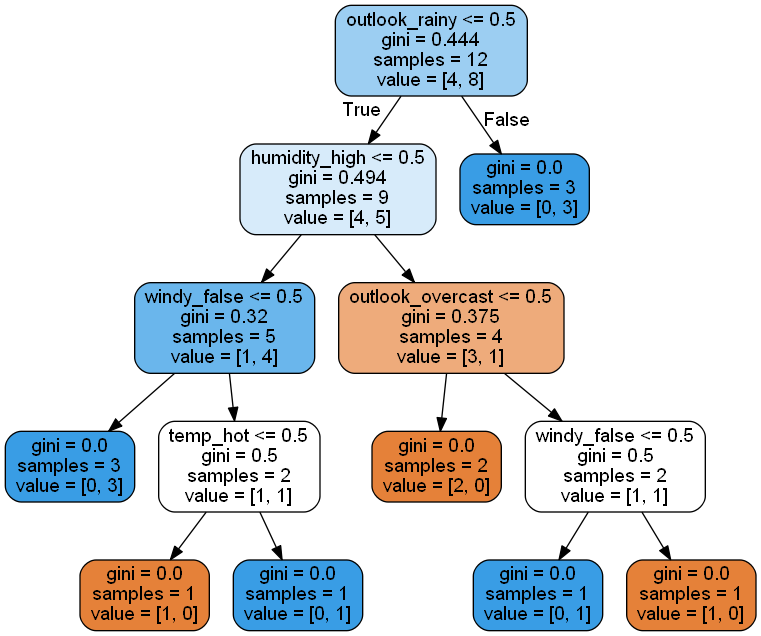 outlook_rainy <= 0.5
gini = 0.444
samples = 12
value = [4, 8]
True
False
humidity_high <= 0.5
gini = 0.494
samples = 9
value = [4, 5]
gini = 0.0
samples = 3
value = [0, 3]
windy_false <= 0.5
gini = 0.32
samples = 5
value = [1, 4]
outlook_overcast <= 0.5
gini = 0.375
samples = 4
value = [3, 1]
gini = 0.0
samples = 3
value = [0, 3]
temp_hot <= 0.5
gini = 0.5
samples = 2
value = [1, 1]
gini = 0.0
samples = 2
value = [2, 0]
windy_false <= 0.5
gini = 0.5
samples = 2
value = [1, 1]
gini = 0.0
samples = 1
value = [1, 0]
gini = 0.0
samples = 1
value = [0, 1]
gini = 0.0
samples = 1
value = [0, 1]
gini = 0.0
samples = 1
value = [1, 0]